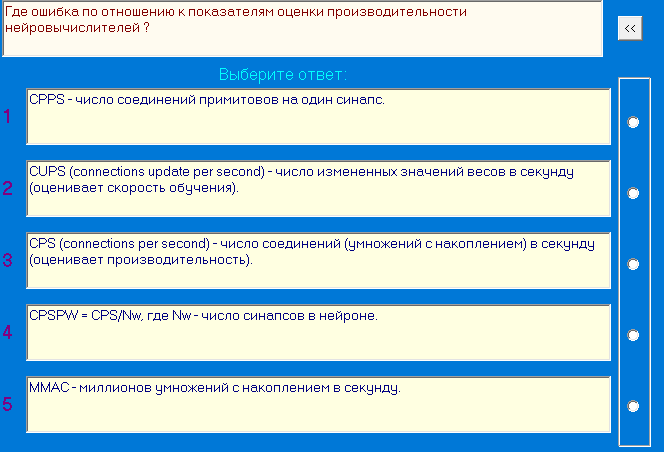 Где ошибка по отношению к показателям оценки производительности
нейровычислителей ?
<<
Выберите ответ:
1
CPPS - число соединений примитовов на один синапс.
2
CUPS (connections update per second) - число измененных значений весов в секунду
(оценивает скорость обучения).
3
CPS (connections per second) - число соединений (умножений с накоплением) в секунду
(оценивает производительность).
4
CPSPW = CPS/Nw, где Nw - число синапсов в нейроне.
5
MMAC - миллионов умножений с накоплением в секунду.